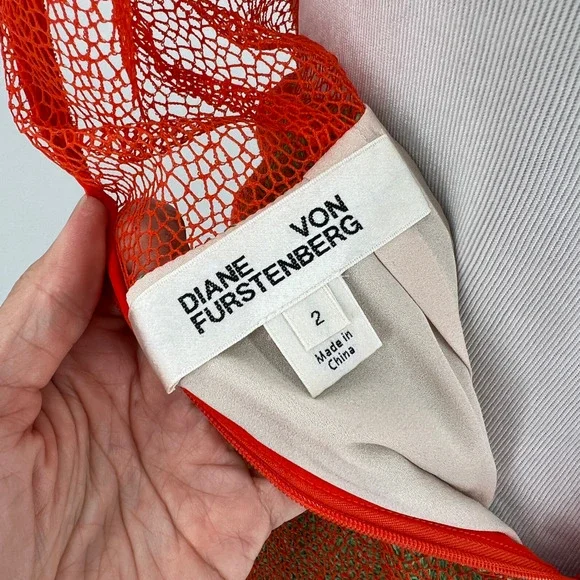 DIANE VON
FURSTENBERG
2
Made in
China